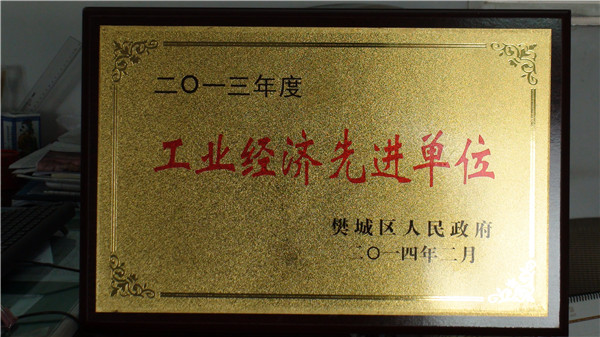 二〇一三年度
工业经济先进单位
樊城区人民政府
二〇一四年二月